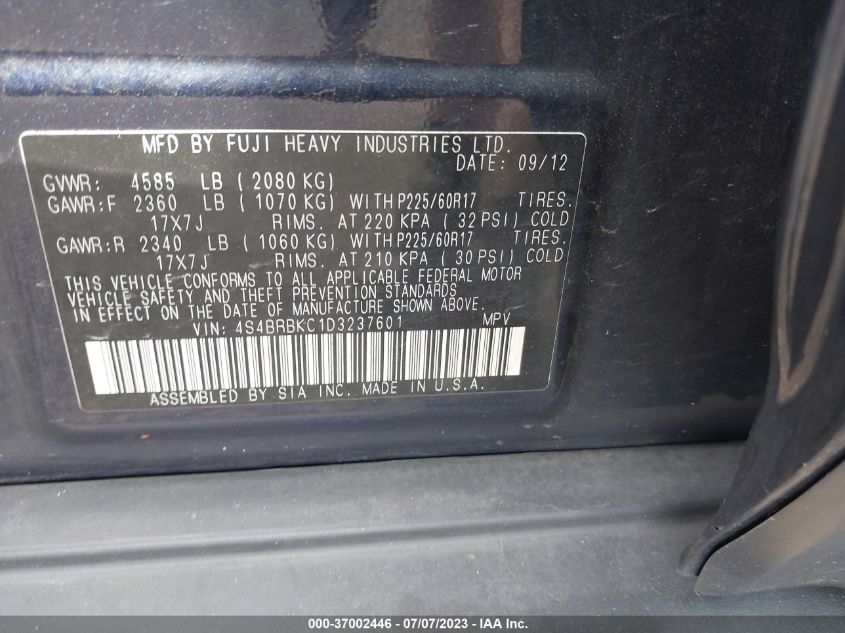 MFD BY FUJI HEAVY INDUSTRIES LTD.
DATE: 09/12
GVWR: 4585 LB ( 2080 KG)
GAWR:F 2360 LB ( 1070 KG) WITH P225/60R17 TIRES.
17X7J RIMS. AT 220 KPA ( 32 PSI) COLD
GAWR:R 2340 LB ( 1060 KG) WITH P225/60R17 TIRES.
17X7J RIMS. AT 210 KPA ( 30 PSI) COLD
THIS VEHICLE CONFORMS TO ALL APPLICABLE FEDERAL MOTOR
VEHICLE SAFETY AND THEFT PREVENTION STANDARDS
IN EFFECT ON THE DATE OF MANUFACTURE SHOWN ABOVE.
VIN: 4S4BRBKC1D3237601 MPV
ASSEMBLED BY SIA INC. MADE IN U.S.A.
000-37002446 - 07/07/2023 - IAA Inc.